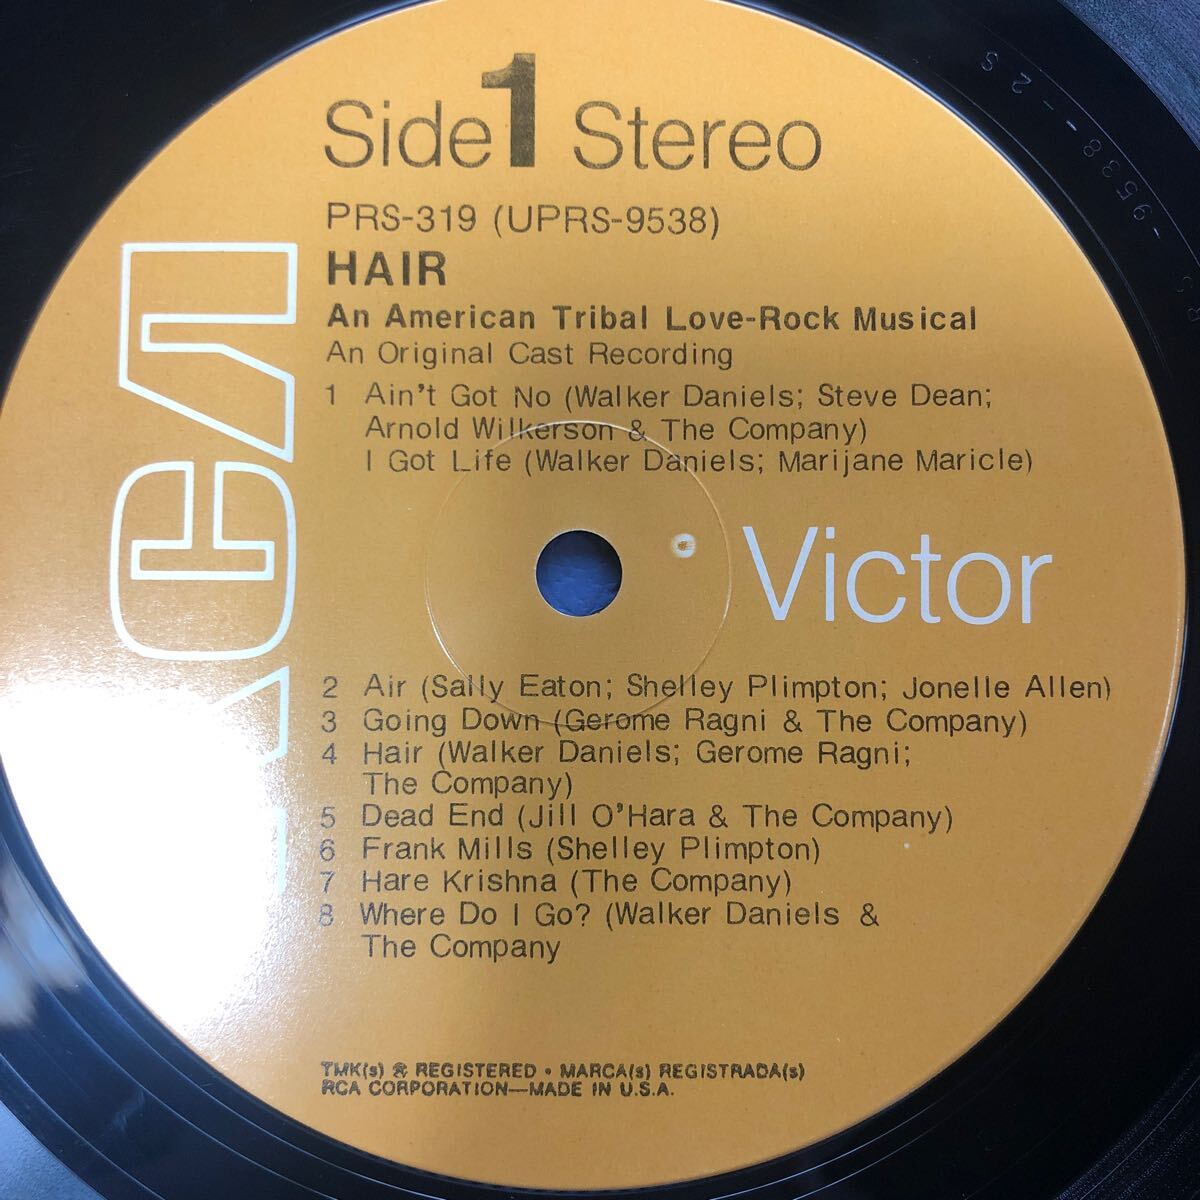 Side 1 Stereo
PRS-319 (UPRS-9538)
HAIR
An American Tribal Love-Rock Musical
An Original Cast Recording
1 Ain't Got No (Walker Daniels; Steve Dean;
Arnold Wilkerson & The Company)
I Got Life (Walker Daniels; Marijane Maricle)
RCA
Victor
2 Air (Sally Eaton; Shelley Plimpton; Jonelle Allen)
3 Going Down (Gerome Ragni & The Company)
4 Hair (Walker Daniels; Gerome Ragni;
The Company)
5 Dead End (Jill O'Hara & The Company)
6 Frank Mills (Shelley Plimpton)
7 Hare Krishna (The Company)
8 Where Do I Go? (Walker Daniels &
The Company
TMK(s) ® REGISTERED • MARCA(s) REGISTRADA(s)
RCA CORPORATION—MADE IN U.S.A.